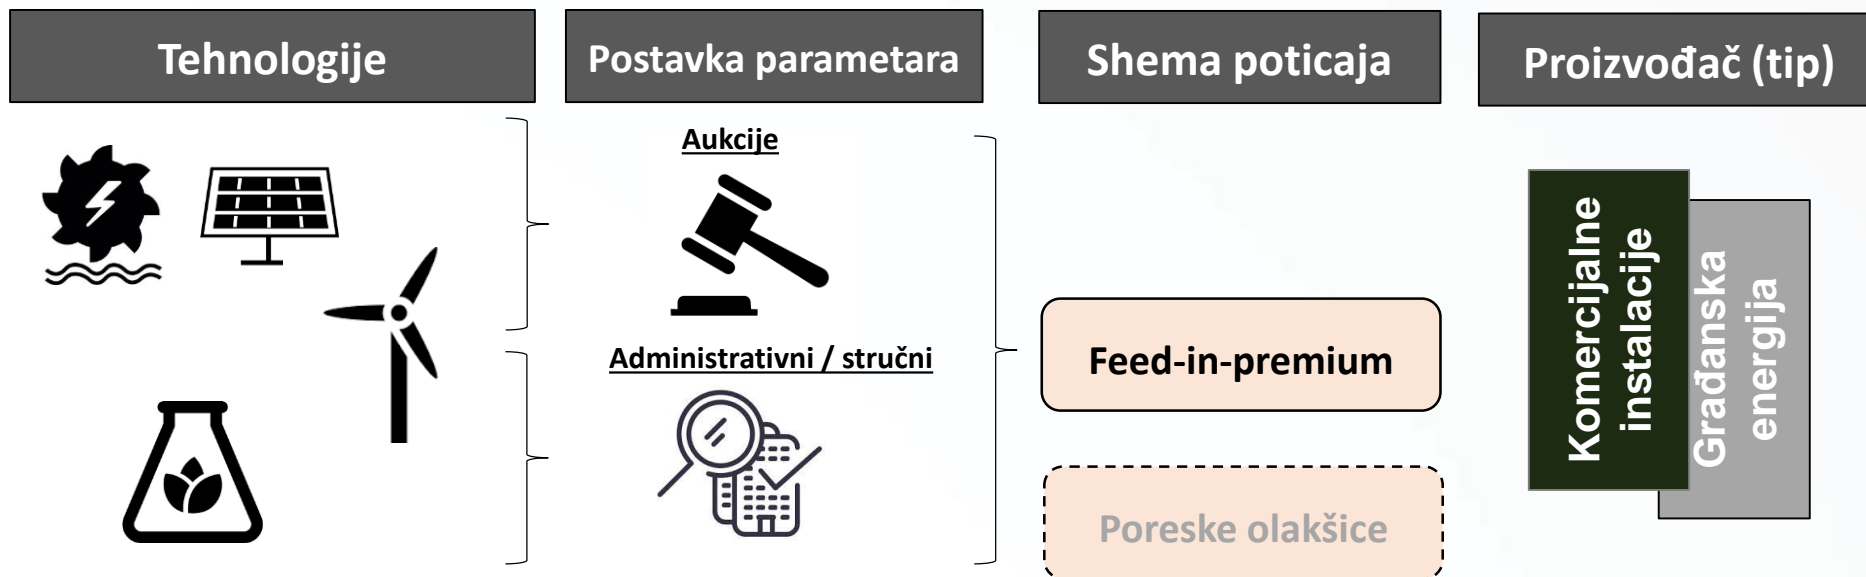 Tehnologije
Postavka parametara
Shema poticaja
Proizvođač (tip)
Aukcije
Administrativni / stručni
Feed-in-premium
Poreske olakšice
Komercijalne
instalacije
Građanska
energija